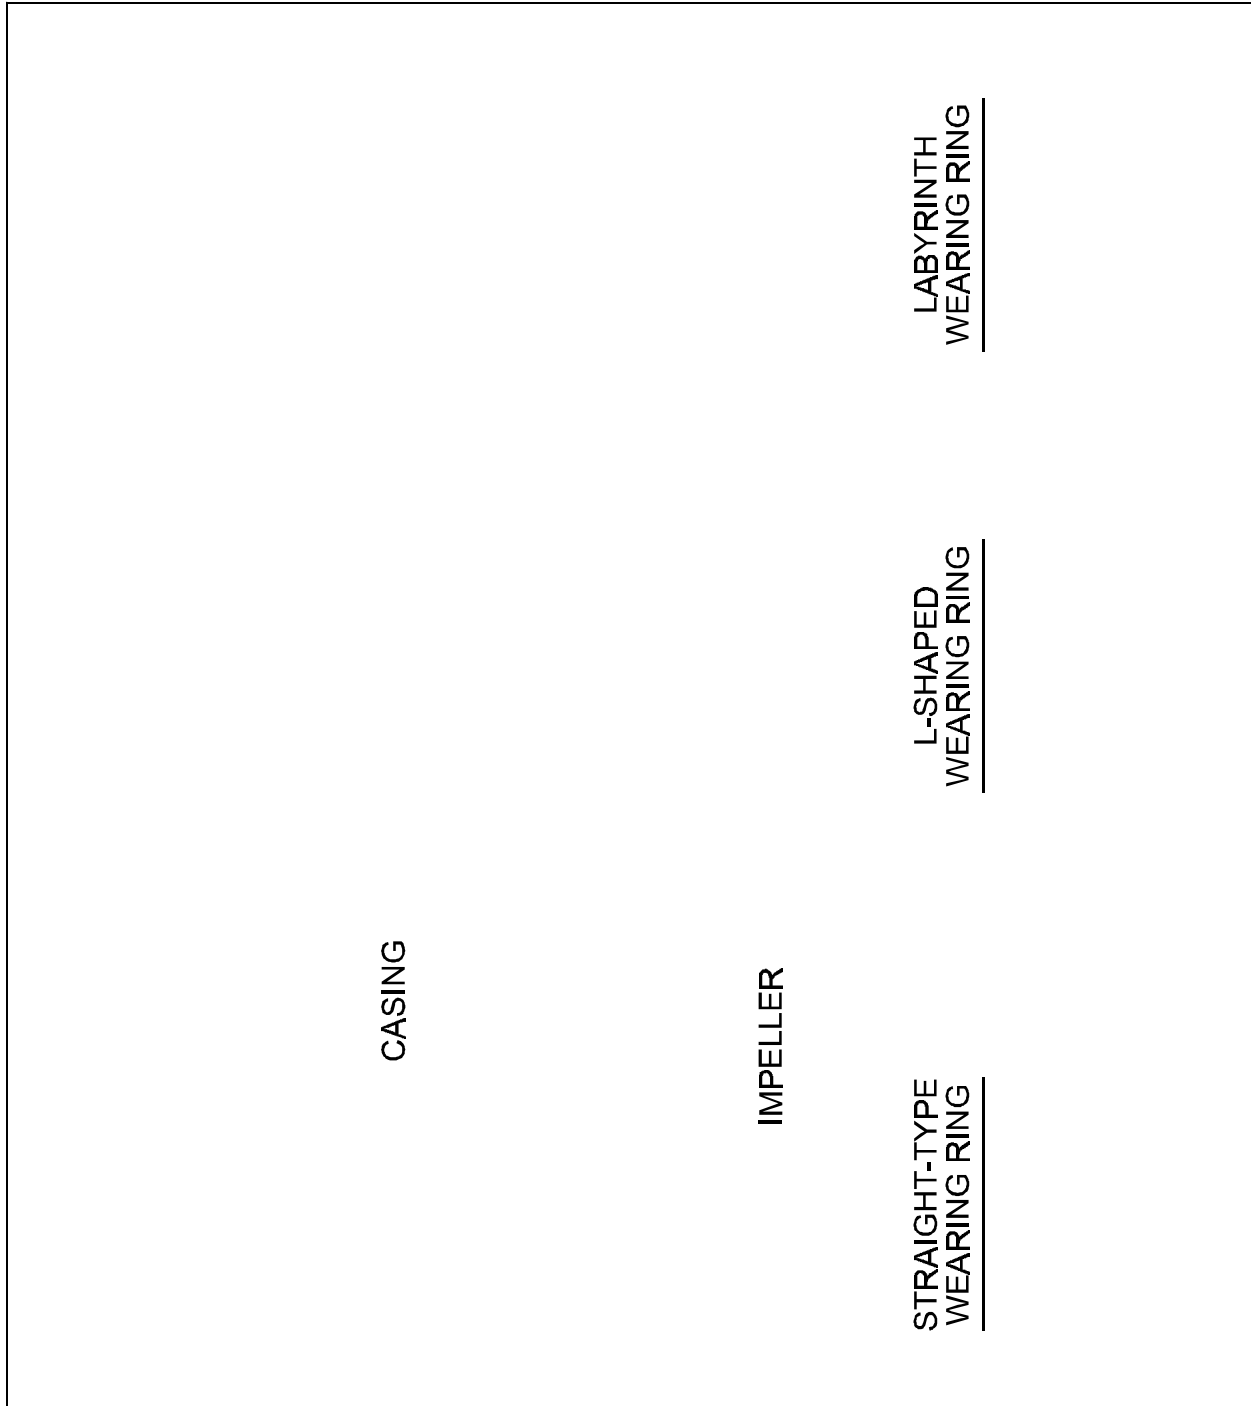 CASING
IMPELLER
STRAIGHT-TYPE
WEARING RING
L-SHAPED
WEARING RING
LABYRINTH
WEARING RING